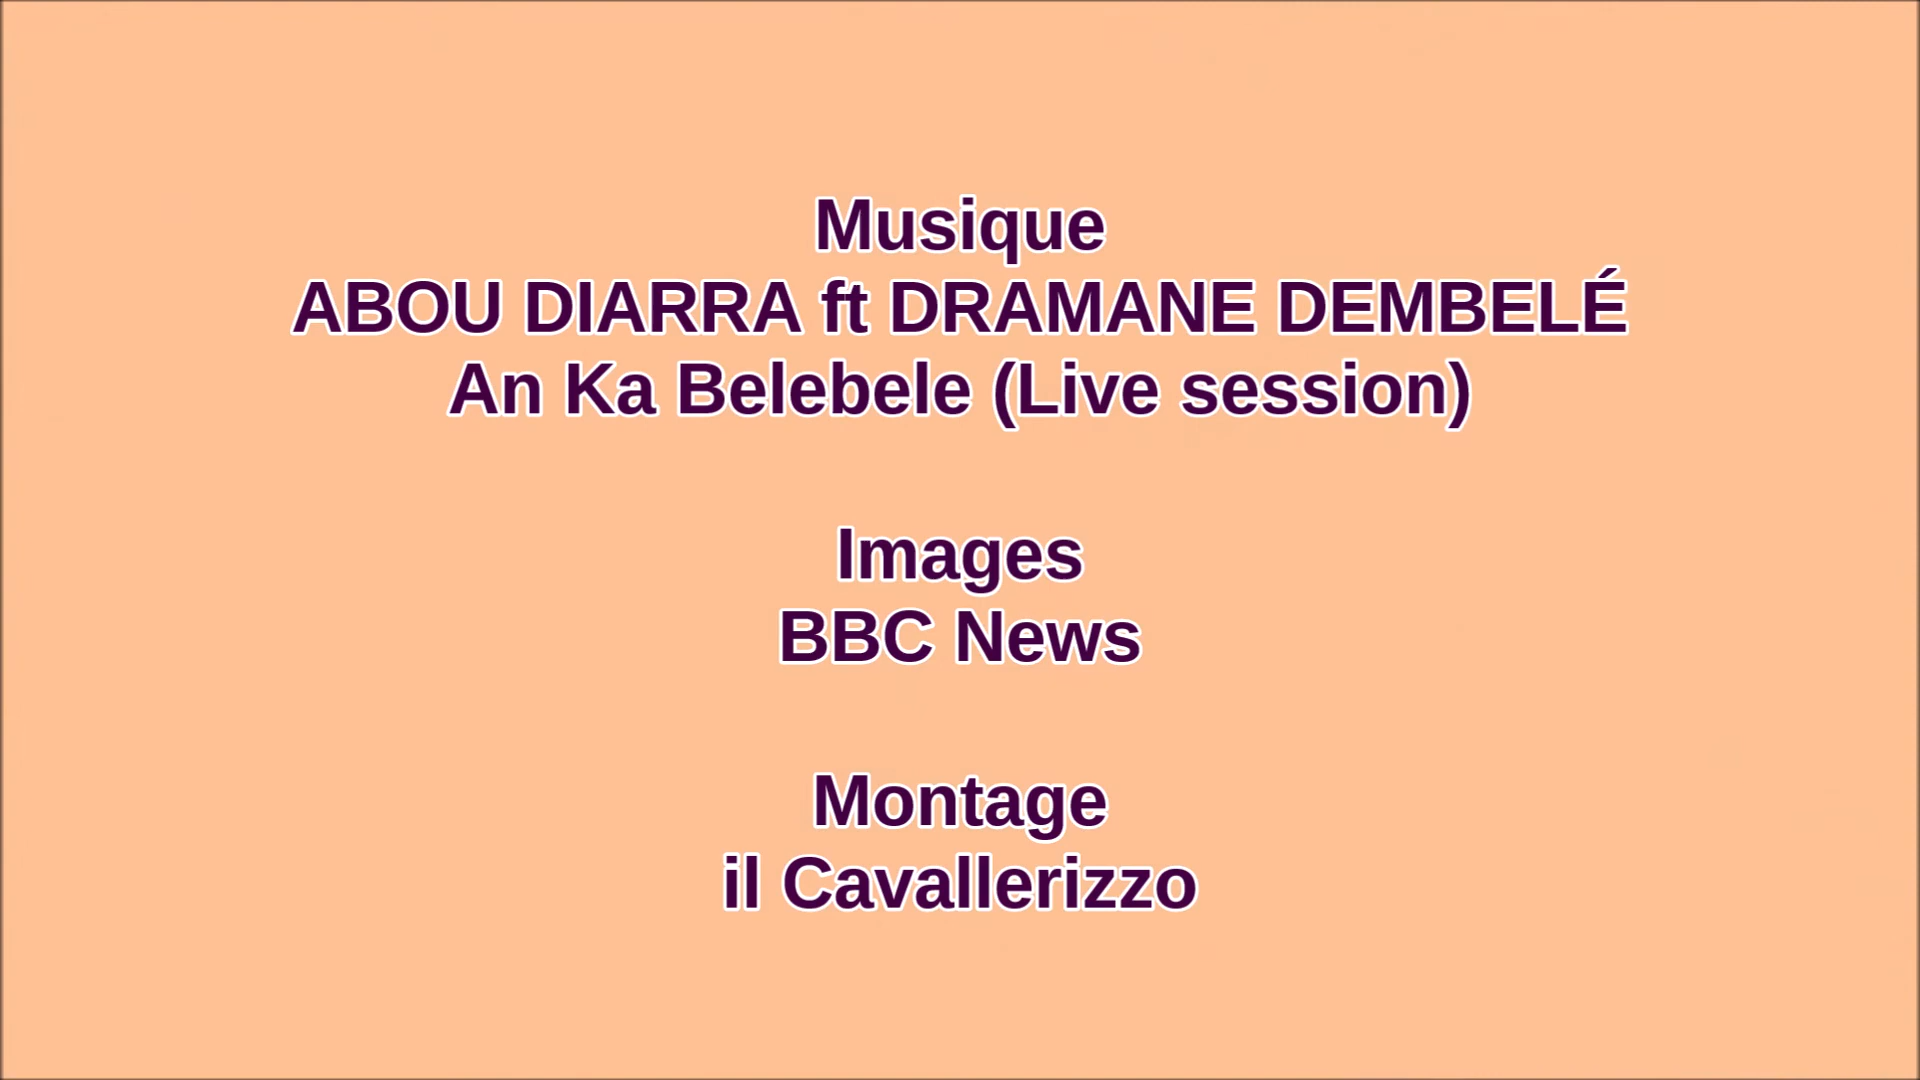 Musique
ABOU DIARRA ft DRAMANE DEMBELÉ
An Ka Belebele (Live session)
Images
BBC News
Montage
il Cavallerizzo